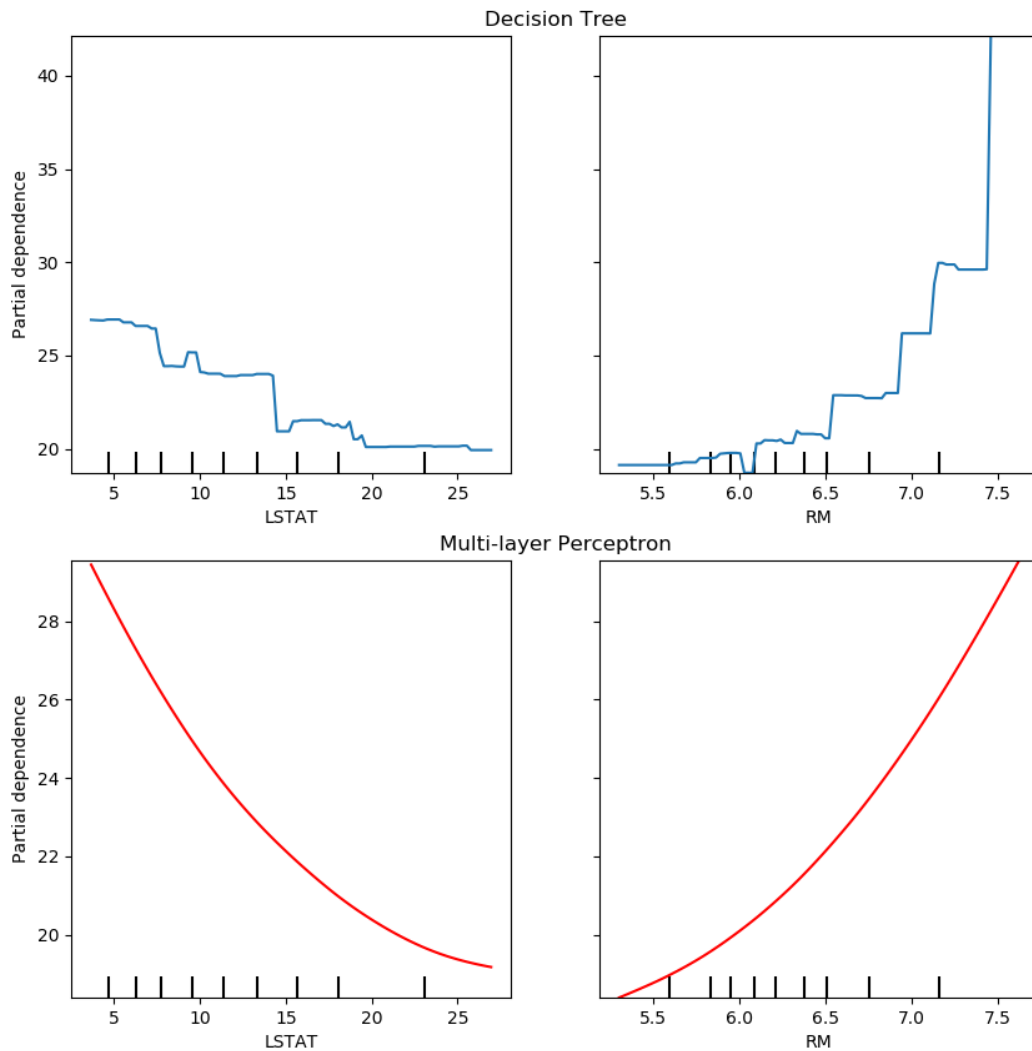 Decision Tree
Partial dependence
40
35
30
25
20
5 10 15 20 25
LSTAT
5.5 6.0 6.5 7.0 7.5
RM
Multi-layer Perceptron
Partial dependence
28
26
24
22
20
5 10 15 20 25
LSTAT
5.5 6.0 6.5 7.0 7.5
RM